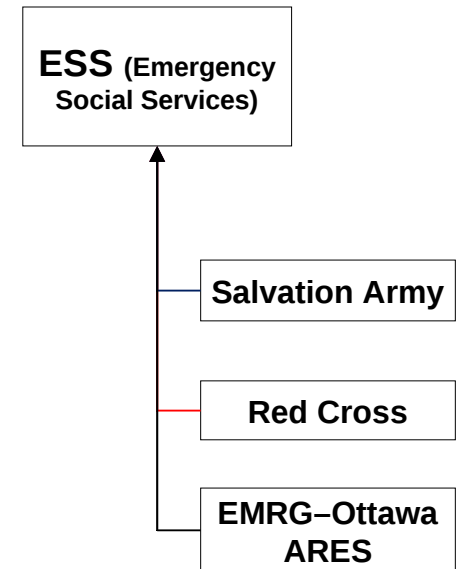 ESS (Emergency
Social Services)
Salvation Army
Red Cross
EMRG–Ottawa
ARES